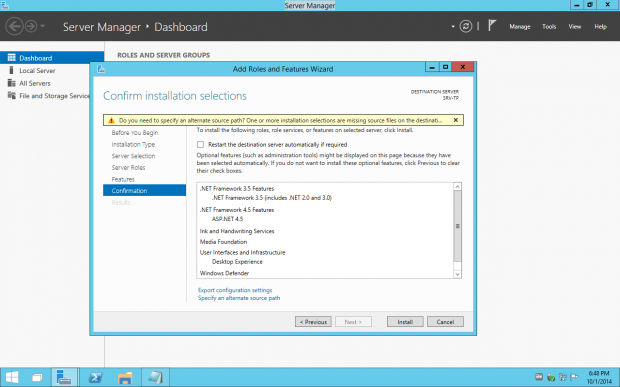 Server Manager
Server Manager • Dashboard
Manage Tools View Help
Dashboard
Local Server
All Servers
File and Storage Service
ROLES AND SERVER GROUPS
Add Roles and Features Wizard
Confirm installation selections
DESTINATION SERVER
SRV-TP
Do you need to specify an alternate source path? One or more installation selections are missing source files on the destinati...
Before You Begin
Installation Type
Server Selection
Server Roles
Features
Confirmation
Results
To install the following roles, role services, or features on selected server, click Install.
Restart the destination server automatically if required
Optional features (such as administration tools) might be displayed on this page because they have
been selected automatically. If you do not want to install these optional features, click Previous to clear
their check boxes.
.NET Framework 3.5 Features
.NET Framework 3.5 (includes .NET 2.0 and 3.0)
.NET Framework 4.5 Features
ASP.NET 4.5
Ink and Handwriting Services
Media Foundation
User Interfaces and Infrastructure
Desktop Experience
Windows Defender
Export configuration settings
Specify an alternate source path
< Previous
Next >
Install
Cancel
6:48 PM
10/1/2014